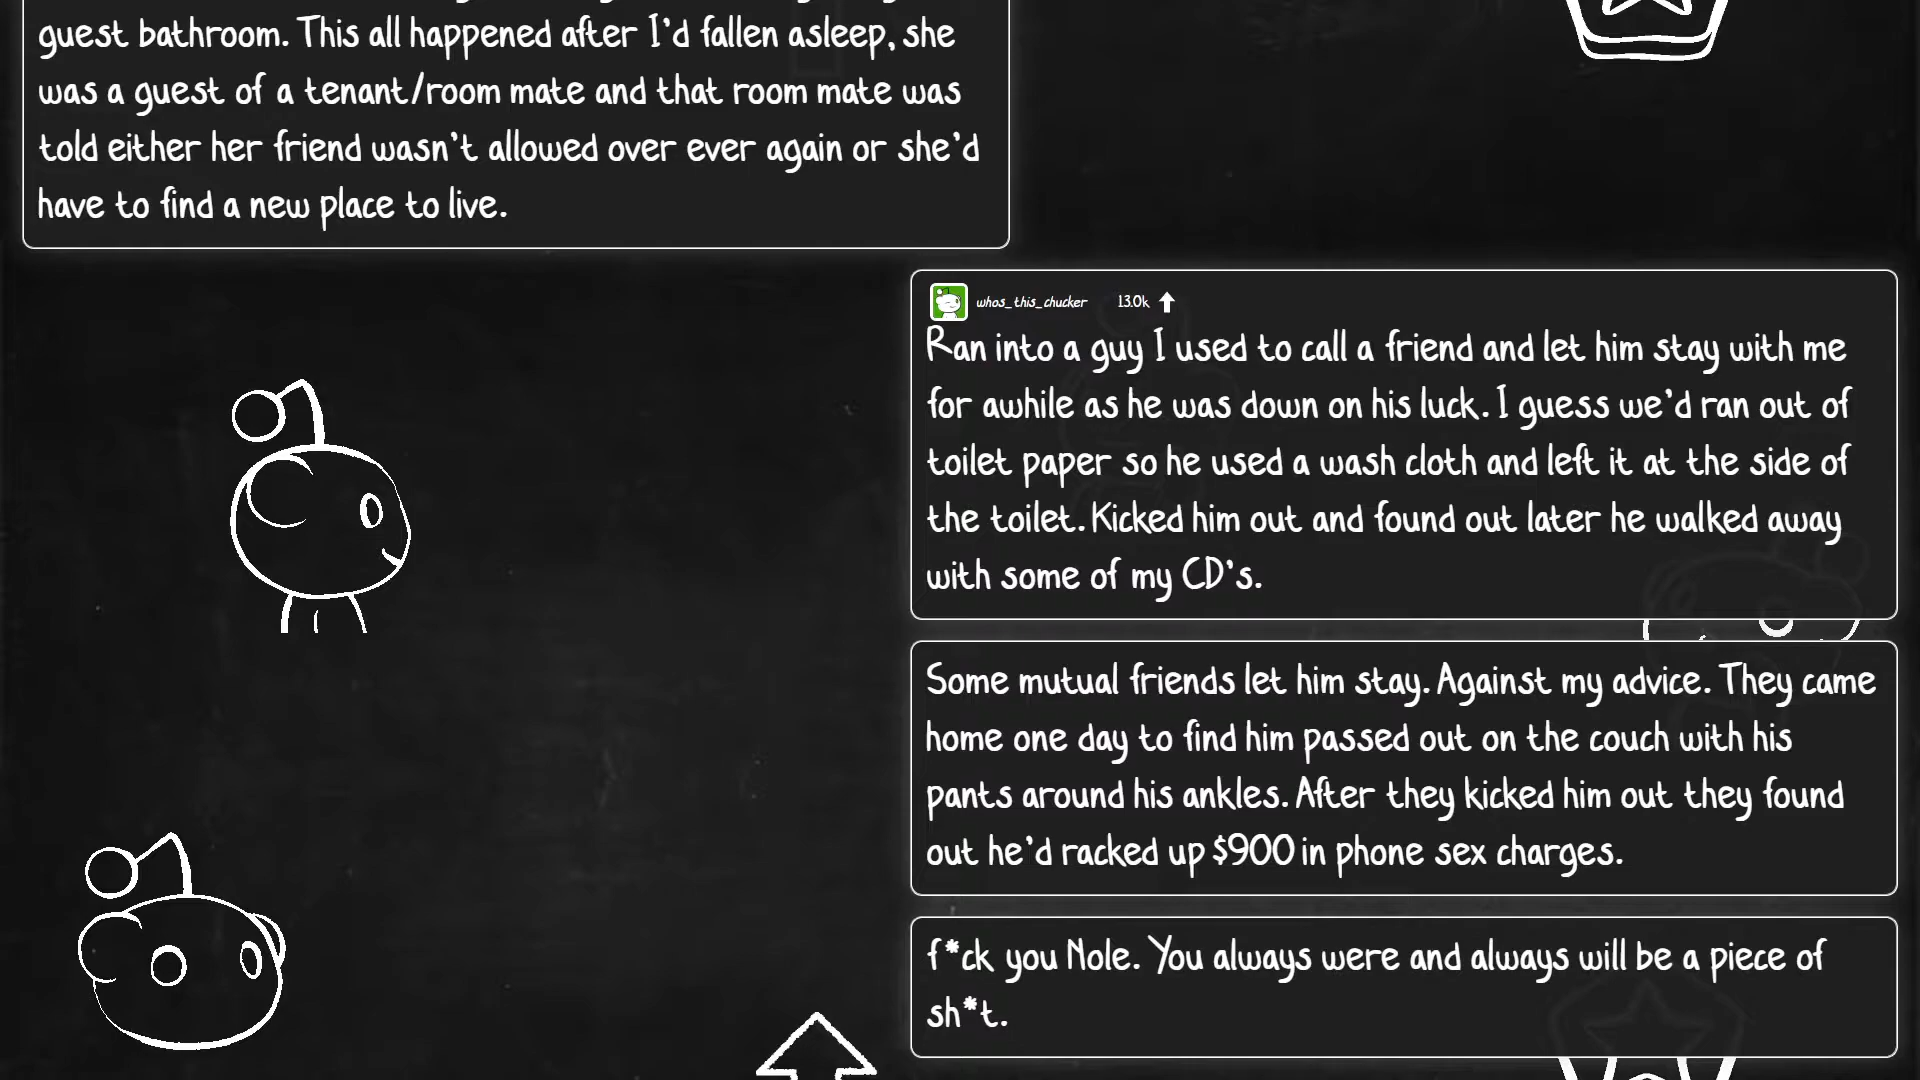 guest bathroom. This all happened after I'd fallen asleep, she
was a guest of a tenant/room mate and that room mate was
told either her friend wasn't allowed over ever again or she'd
have to find a new place to live.
whos_this_chucker 13.0k
Ran into a guy I used to call a friend and let him stay with me
for awhile as he was down on his luck. I guess we'd ran out of
toilet paper so he used a wash cloth and left it at the side of
the toilet. Kicked him out and found out later he walked away
with some of my CD's.
Some mutual friends let him stay. Against my advice. They came
home one day to find him passed out on the couch with his
pants around his ankles. After they kicked him out they found
out he'd racked up $900 in phone sex charges.
f*ck you Nole. You always were and always will be a piece of
sh*t.